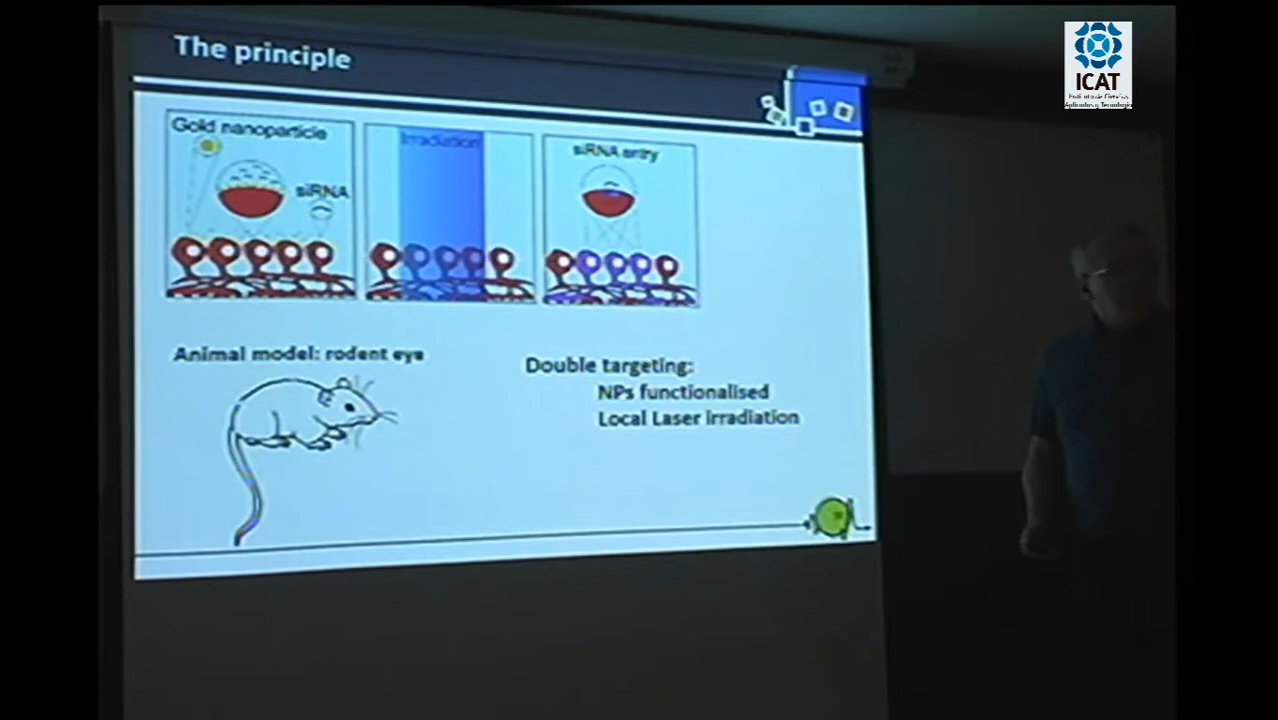 The principle
Gold nanoparticle
siRNA
Irradiation
siRNA entry
Animal model: rodent eye
Double targeting:
NPs functionalised
Local Laser irradiation
ICAT